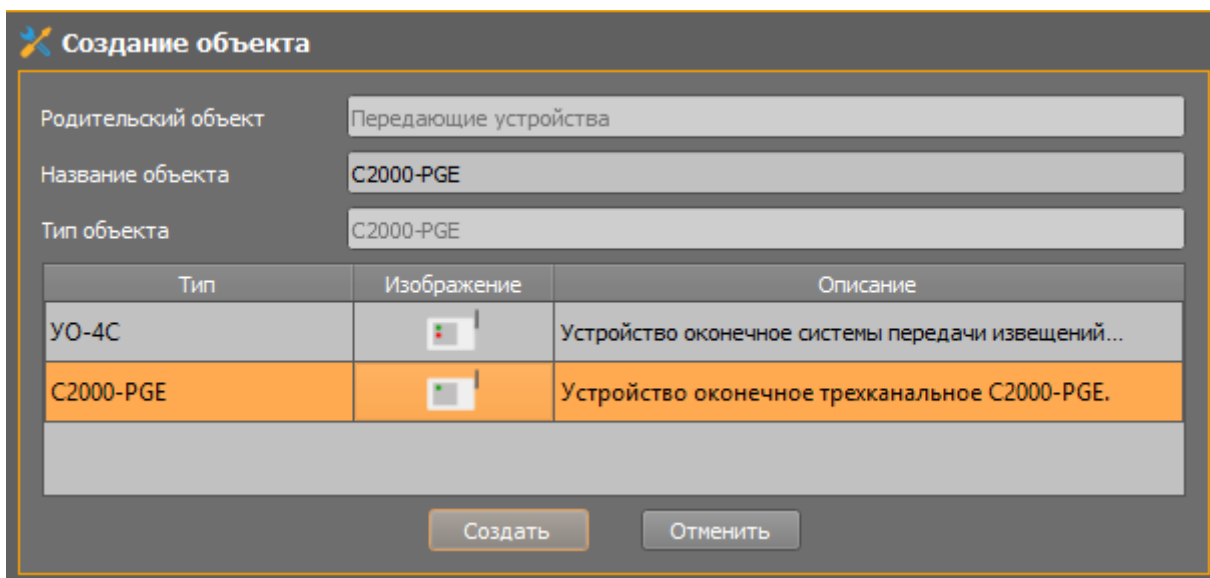 Создание объекта
Родительский объект Передающие устройства
Название объекта С2000-PGE
Тип объекта С2000-PGE
Тип Изображение Описание
УО-4С Устройство оконечное системы передачи извещений...
С2000-PGE Устройство оконечное трехканальное С2000-PGE.
Создать Отменить